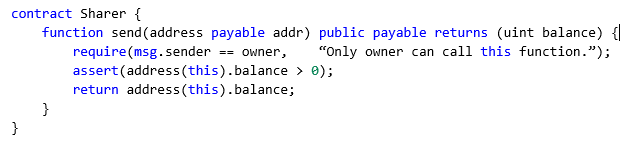 contract Sharer {
    function send(address payable addr) public payable returns (uint balance) {
        require(msg.sender == owner,    “Only owner can call this function.”);
        assert(address(this).balance > 0);
        return address(this).balance;
    }
}